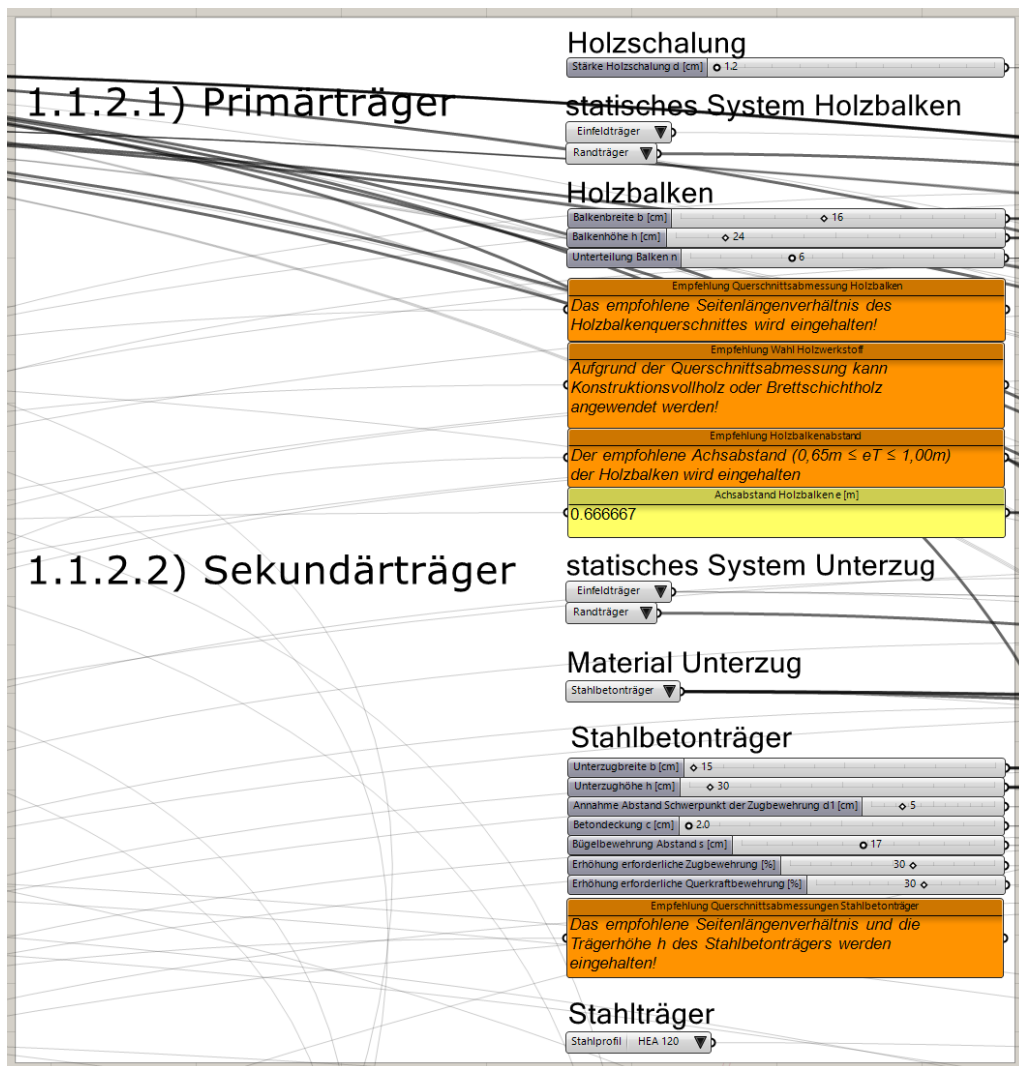 Holzschalung
Stärke Holzschalung d [cm] 1.2
1.1.2.1) Primärträger
statisches System Holzbalken
Einfeldträger
Randträger
Holzbalken
Balkenbreite b [cm] 16
Balkenhöhe h [cm] 24
Unterteilung Balken n 6
Empfehlung Querschnittsabmessung Holzbalken
Das empfohlene Seitenlängenverhältnis des
Holzbalkenquerschnittes wird eingehalten!
Empfehlung Wahl Holzwerkstoff
Aufgrund der Querschnittsabmessung kann
Konstruktionsvollholz oder Brettschichtholz
angewendet werden!
Empfehlung Holzbalkenabstand
Der empfohlene Achsabstand (0,65m ≤ eT ≤ 1,00m)
der Holzbalken wird eingehalten
Achsabstand Holzbalken e [m]
0.666667
1.1.2.2) Sekundärträger
statisches System Unterzug
Einfeldträger
Randträger
Material Unterzug
Stahlbetonträger
Stahlbetonträger
Unterzugbreite b [cm] 15
Unterzughöhe h [cm] 30
Annahme Abstand Schwerpunkt der Zugbewehrung d1 [cm] 5
Betondeckung c [cm] 2.0
Bügelbewehrung Abstand s [cm] 17
Erhöhung erforderliche Zugbewehrung [%] 30
Erhöhung erforderliche Querkraftbewehrung [%] 30
Empfehlung Querschnittsabmessungen Stahlbetonträger
Das empfohlene Seitenlängenverhältnis und die
Trägerhöhe h des Stahlbetonträgers werden
eingehalten!
Stahlträger
Stahlprofil HEA 120